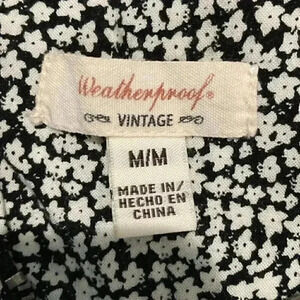 Weatherproof®
VINTAGE
M/M
MADE IN/
HECHO EN
CHINA